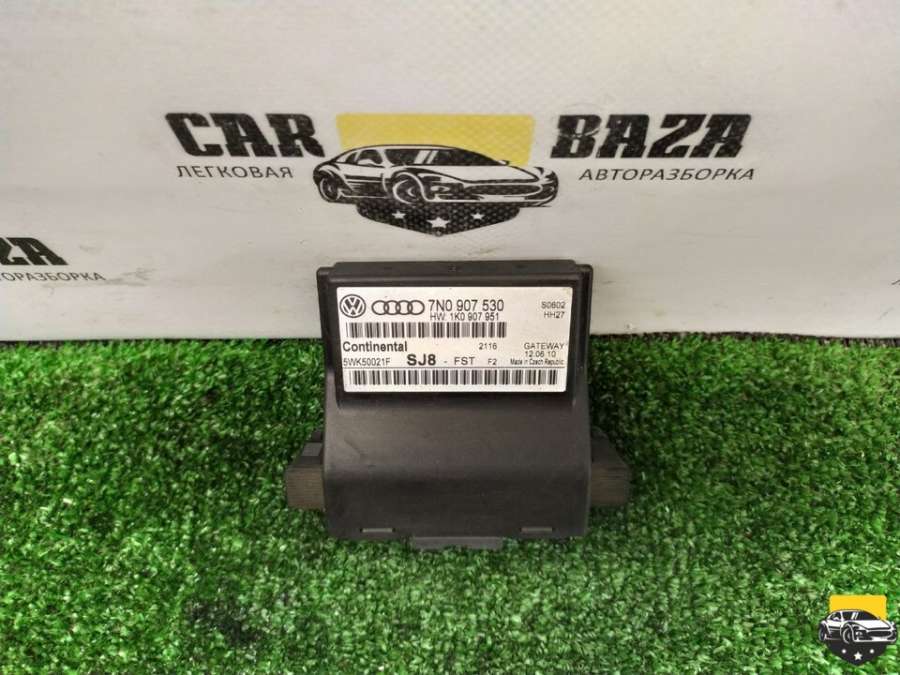 CAR BAZA
ЛЕГКОВАЯ АВТОРАЗБОРКА
ZA
АВТОРАЗБОРКА
7N0 907 530 S0602
HW: 1K0 907 951 HH27
Continental 2116 GATEWAY
5WK50021F SJ8 - FST F2 12.06.10
Made in Czech Republic